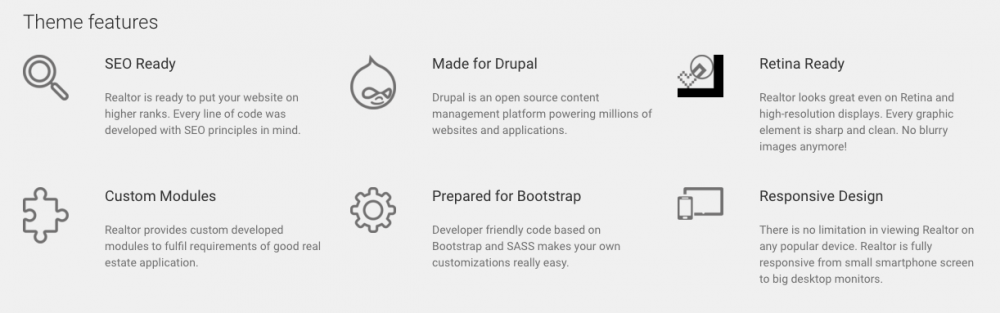 Theme features
SEO Ready
Realtor is ready to put your website on
higher ranks. Every line of code was
developed with SEO principles in mind.
Made for Drupal
Drupal is an open source content
management platform powering millions of
websites and applications.
Retina Ready
Realtor looks great even on Retina and
high-resolution displays. Every graphic
element is sharp and clean. No blurry
images anymore!
Custom Modules
Realtor provides custom developed
modules to fulfil requirements of good real
estate application.
Prepared for Bootstrap
Developer friendly code based on
Bootstrap and SASS makes your own
customizations really easy.
Responsive Design
There is no limitation in viewing Realtor on
any popular device. Realtor is fully
responsive from small smartphone screen
to big desktop monitors.